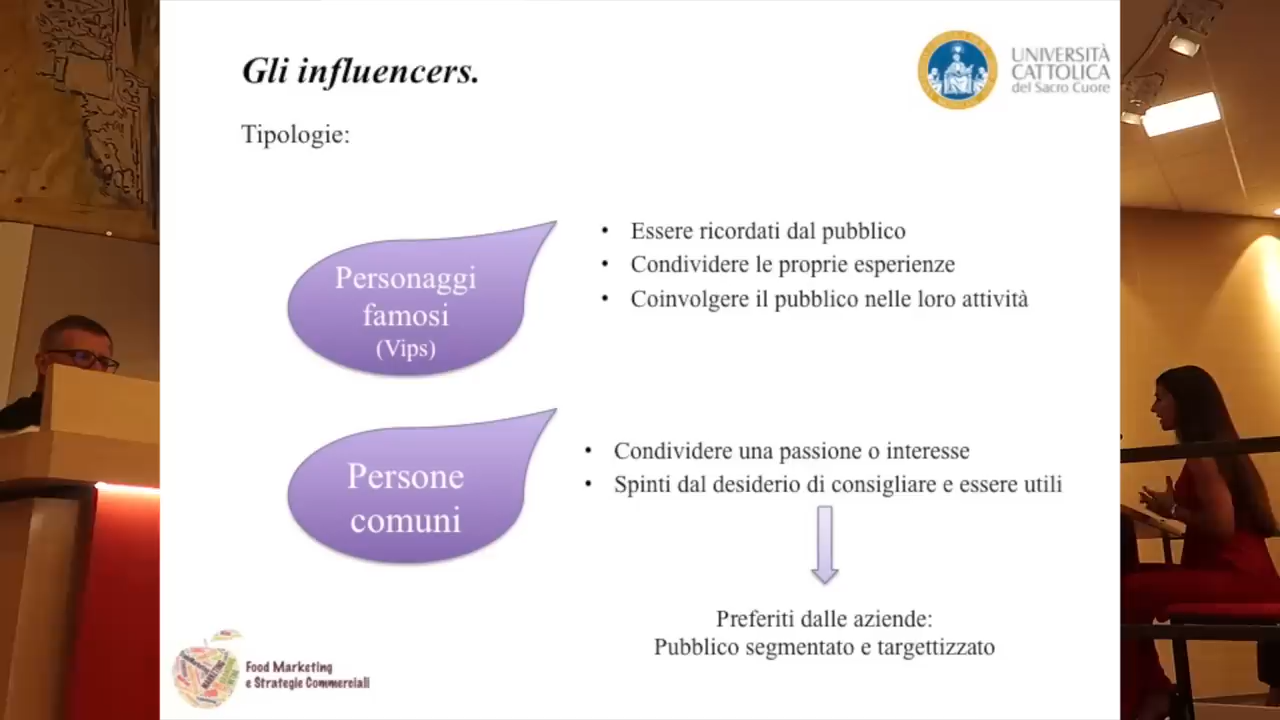 Gli influencers.
UNIVERSITÀ
CATTOLICA
del Sacro Cuore
Tipologie:
Personaggi
famosi
(Vips)
• Essere ricordati dal pubblico
• Condividere le proprie esperienze
• Coinvolgere il pubblico nelle loro attività
Persone
comuni
• Condividere una passione o interesse
• Spinti dal desiderio di consigliare e essere utili
Preferiti dalle aziende:
Pubblico segmentato e targettizzato
MARKETING
Food Marketing
e Strategie Commerciali